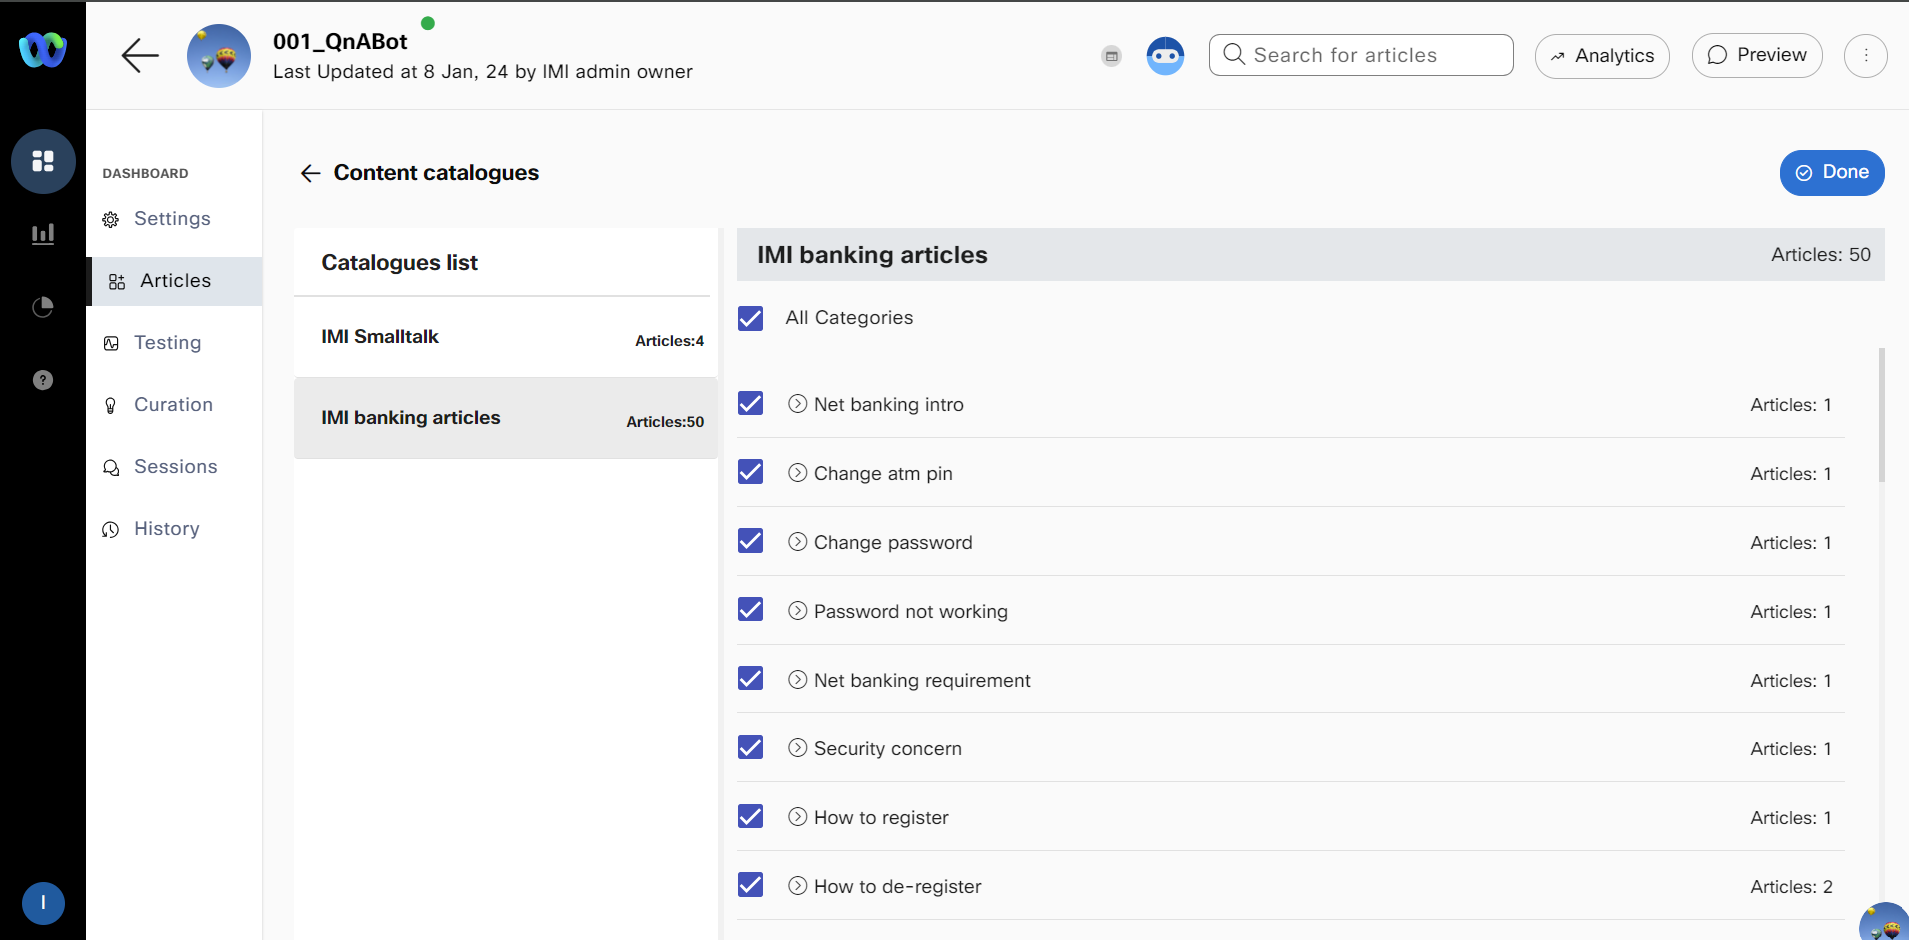 001_QnABot
Last Updated at 8 Jan, 24 by IMI admin owner
Search for articles
Analytics
Preview
DASHBOARD
Settings
Articles
Testing
Curation
Sessions
History
Content catalogues
Done
Catalogues list
IMI Smalltalk Articles:4
IMI banking articles Articles:50
IMI banking articles Articles: 50
All Categories
Net banking intro Articles: 1
Change atm pin Articles: 1
Change password Articles: 1
Password not working Articles: 1
Net banking requirement Articles: 1
Security concern Articles: 1
How to register Articles: 1
How to de-register Articles: 2
?
I